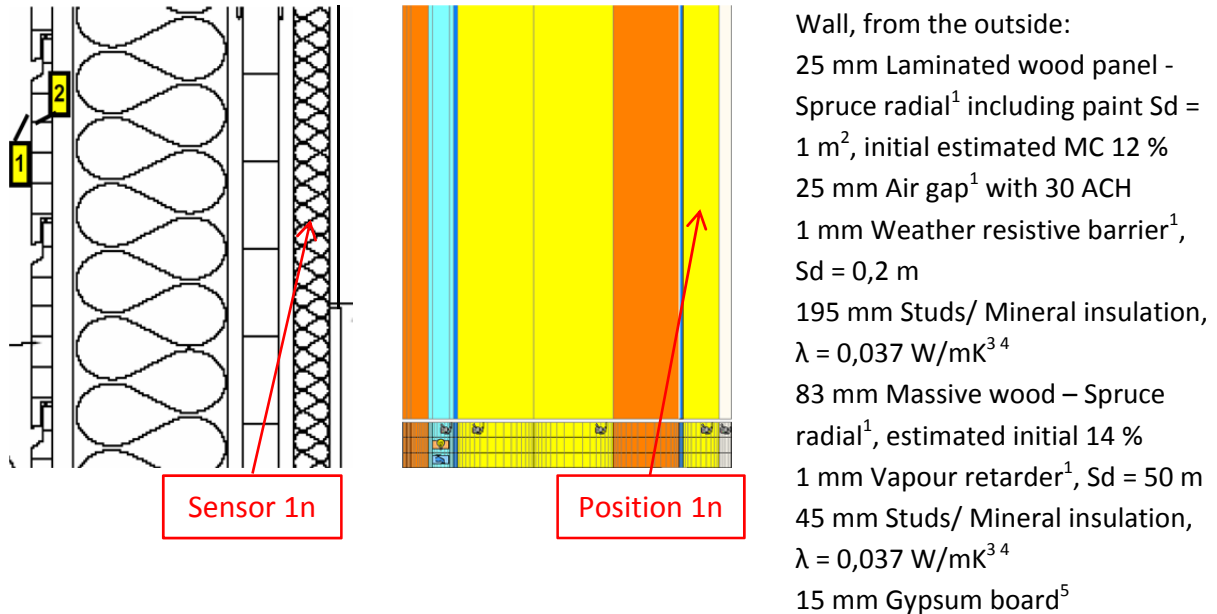 1
2
Sensor 1n
Position 1n
Wall, from the outside:
25 mm Laminated wood panel -
Spruce radial¹ including paint Sd =
1 m², initial estimated MC 12 %
25 mm Air gap¹ with 30 ACH
1 mm Weather resistive barrier¹,
Sd = 0,2 m
195 mm Studs/ Mineral insulation,
λ = 0,037 W/mK³ ⁴
83 mm Massive wood – Spruce
radial¹, estimated initial 14 %
1 mm Vapour retarder¹, Sd = 50 m
45 mm Studs/ Mineral insulation,
λ = 0,037 W/mK³ ⁴
15 mm Gypsum board⁵